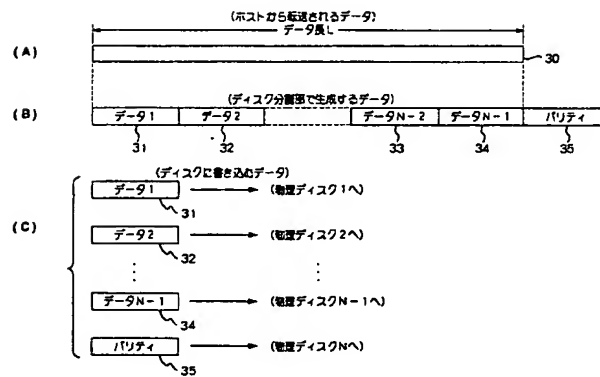 (ホストから転送されるデータ)
データ長L
(A)
30
(ディスク分割部で生成するデータ)
(B) データ1 データ2 データN-2 データN-1 パリティ
31 32 33 34 35
(ディスクに書き込むデータ)
データ1 (物理ディスク1へ)
31
(C)
データ2 (物理ディスク2へ)
32
データN-1 (物理ディスクN-1へ)
34
パリティ (物理ディスクNへ)
35